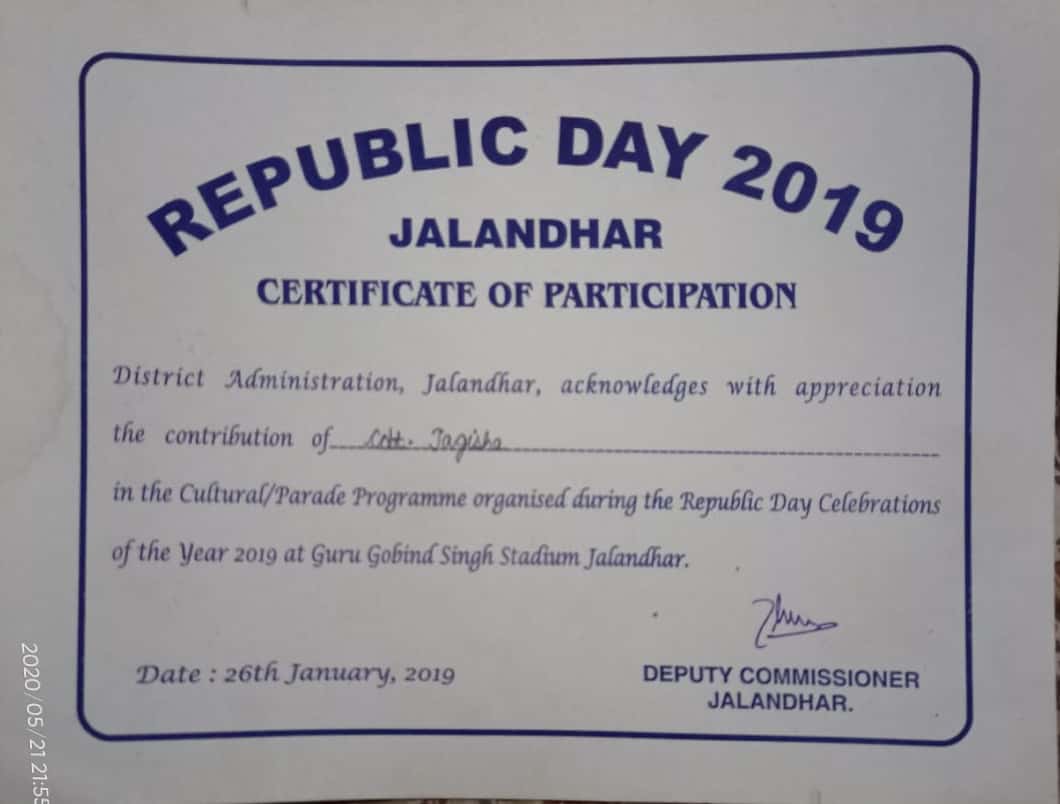 REPUBLIC DAY 2019
JALANDHAR
CERTIFICATE OF PARTICIPATION
District Administration, Jalandhar, acknowledges with appreciation
the contribution of
in the Cultural/Parade Programme organised during the Republic Day Celebrations
of the Year 2019 at Guru Gobind Singh Stadium Jalandhar.
Date : 26th January, 2019
DEPUTY COMMISSIONER
JALANDHAR.
2020/05/21 21:55